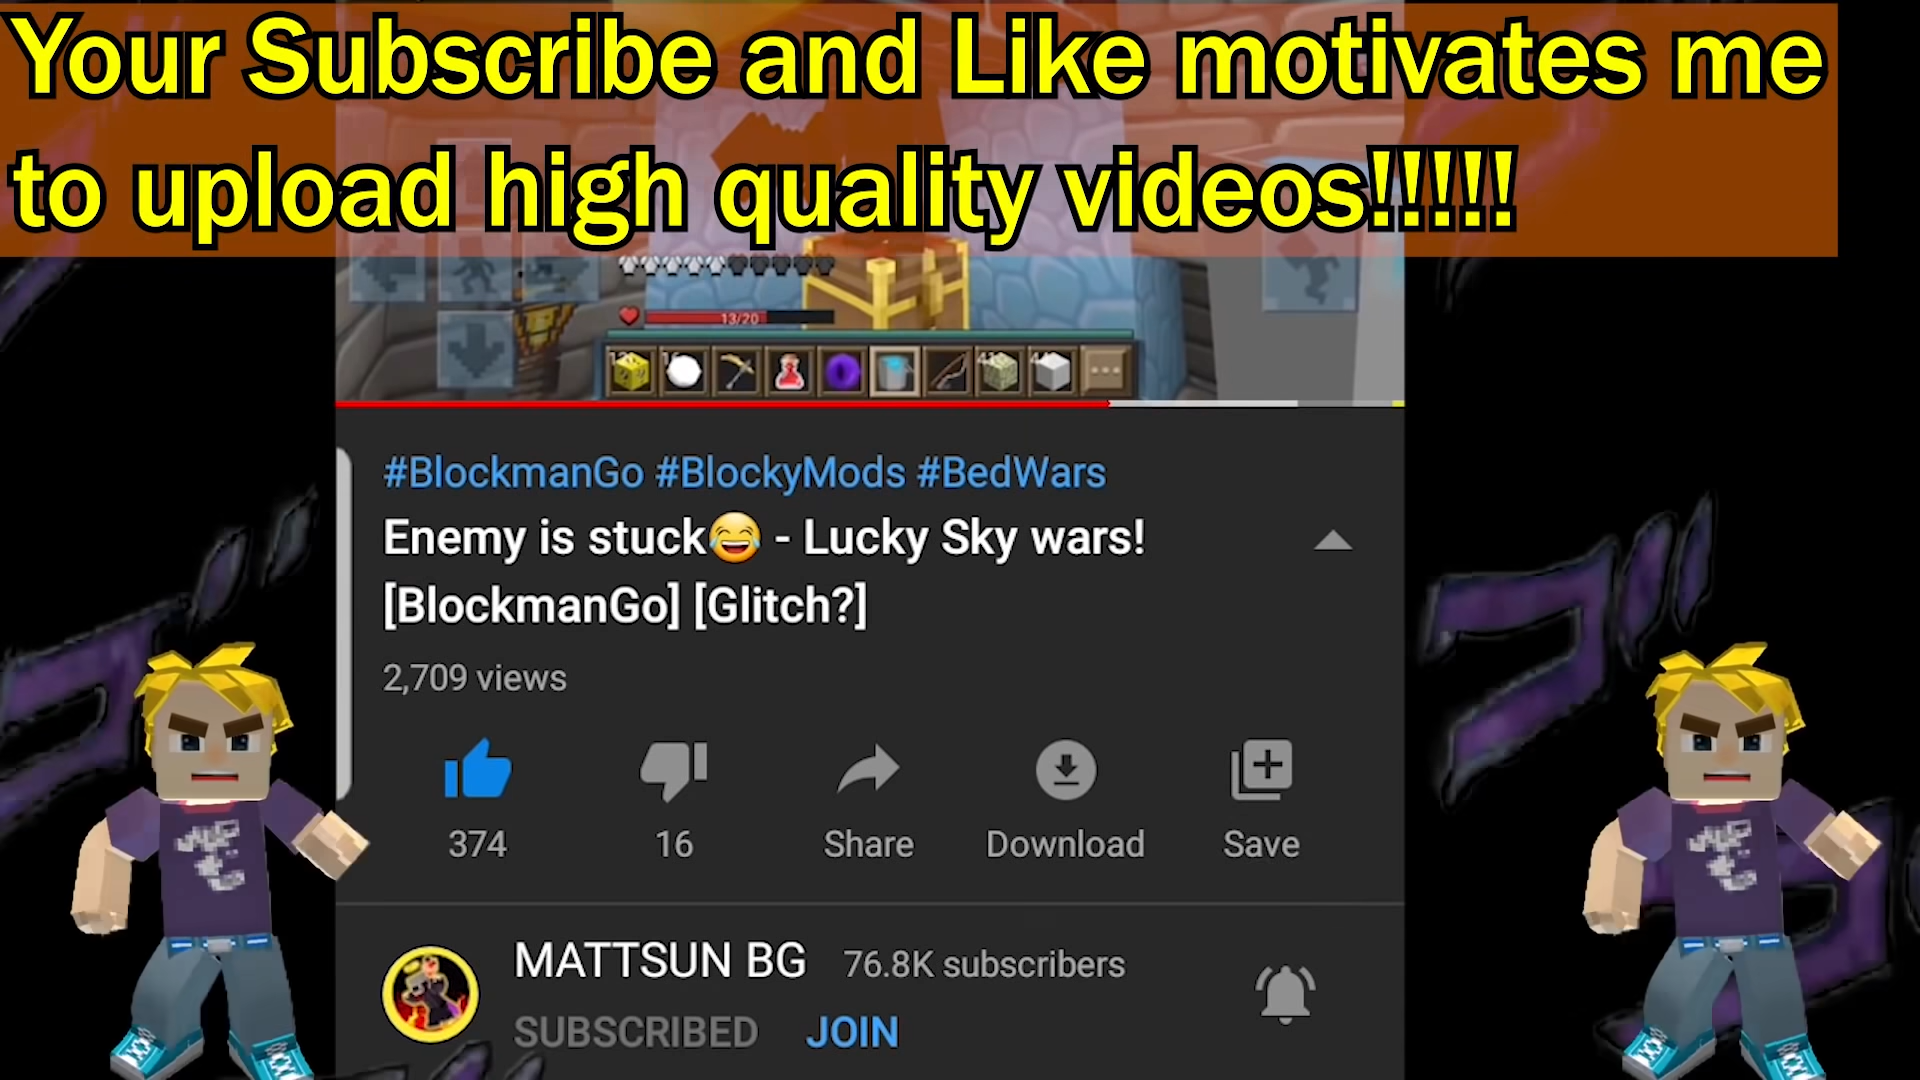 Your Subscribe and Like motivates me
to upload high quality videos!!!!!
13/20
#BlockmanGo #BlockyMods #BedWars
Enemy is stuck😂 - Lucky Sky wars!
[BlockmanGo] [Glitch?]
2,709 views
374 16 Share Download Save
MATTSUN BG 76.8K subscribers
SUBSCRIBED JOIN